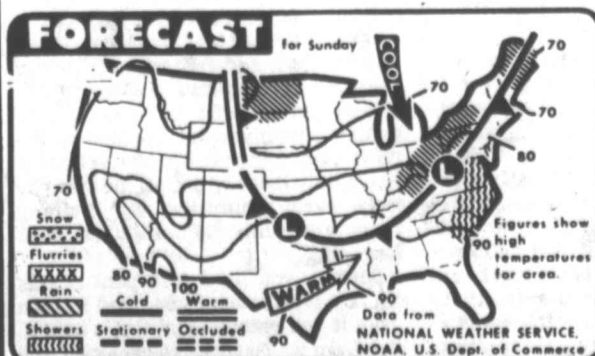 FORECAST
for Sunday
COOL
70
70
70
80
70
L
L
Snow
Flurries
Rain
Showers
80 90 100
Cold Warm
Stationary Occluded
WARM
90
90
90
Figures show
high
temperatures
for area.
Data from
NATIONAL WEATHER SERVICE,
NOAA, U.S. Dept. of Commerce